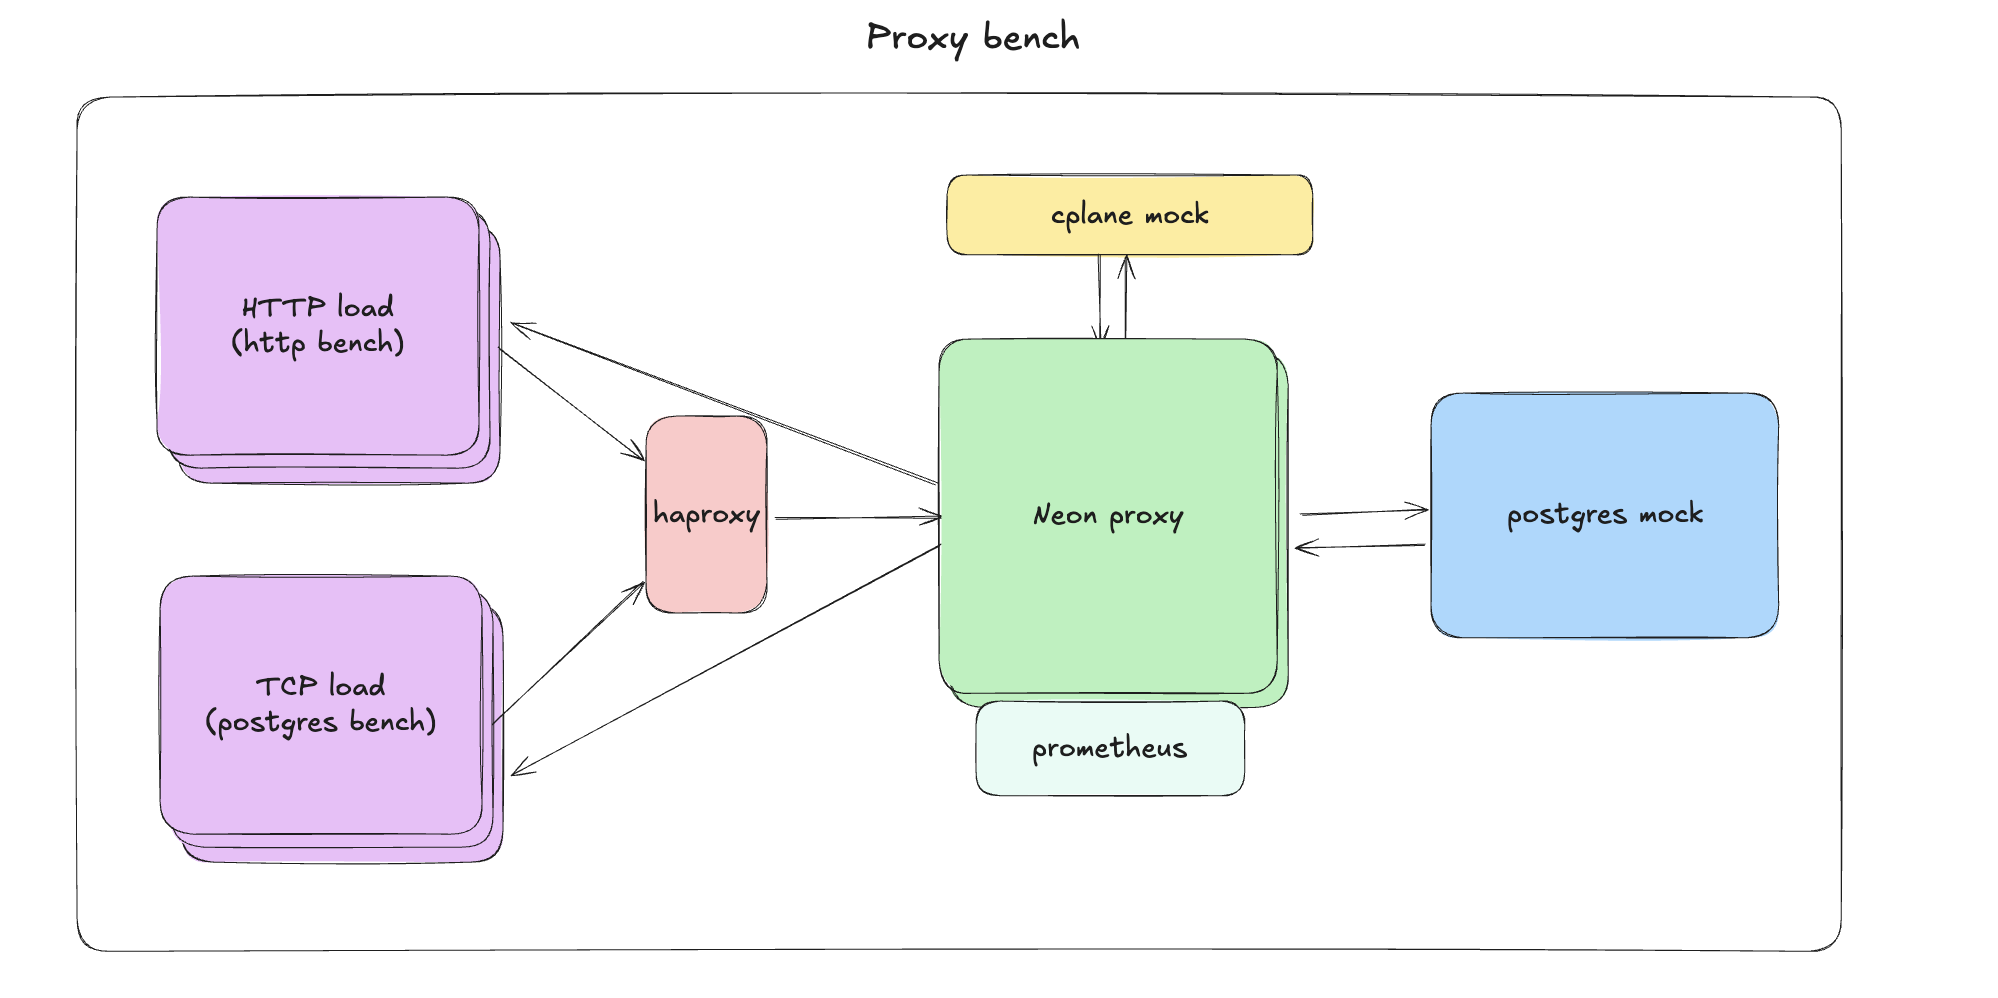 Proxy bench
cplane mock
HTTP load
(http bench)
haproxy
Neon proxy
postgres mock
TCP load
(postgres bench)
prometheus